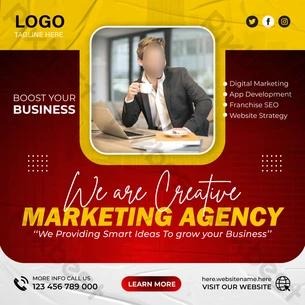 LOGO
TAGLINE HERE
BOOST YOUR
BUSINESS
Digital Marketing
App Development
Franchise SEO
Website Strategy
We are Creative
MARKETING AGENCY
"We Providing Smart Ideas To grow your Business"
MORE INFO CALL US
123 456 789 000
here.websitename.here
VISIT OUR WEBSITE